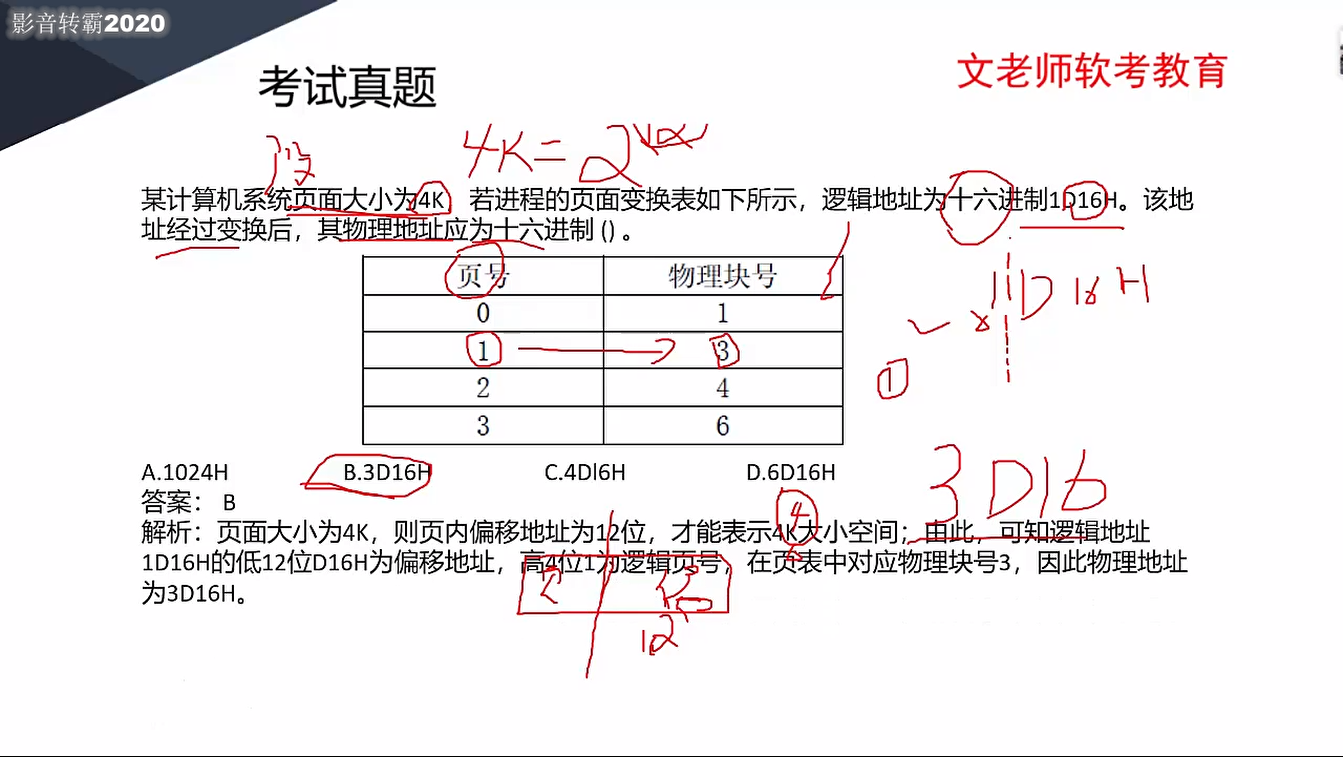 影音转霸2020
考试真题
文老师软考教育
4K=2
某计算机系统页面大小为4K，若进程的页面变换表如下所示，逻辑地址为十六进制1D16H。该地
址经过变换后，其物理地址应为十六进制()。
页号 物理块号
0 1
1 3
2 4
3 6
1D16H
1
A.1024H B.3D16H C.4Dl6H D.6D16H
3D16
答案： B
4
解析：页面大小为4K，则页内偏移地址为12位，才能表示4K大小空间；由此，可知逻辑地址
1D16H的低12位D16H为偏移地址，高4位1为逻辑页号，在页表中对应物理块号3，因此物理地址
为3D16H。
12